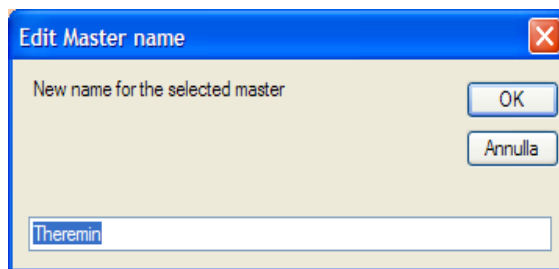 Edit Master name
New name for the selected master
OK
Annulla
Theremin